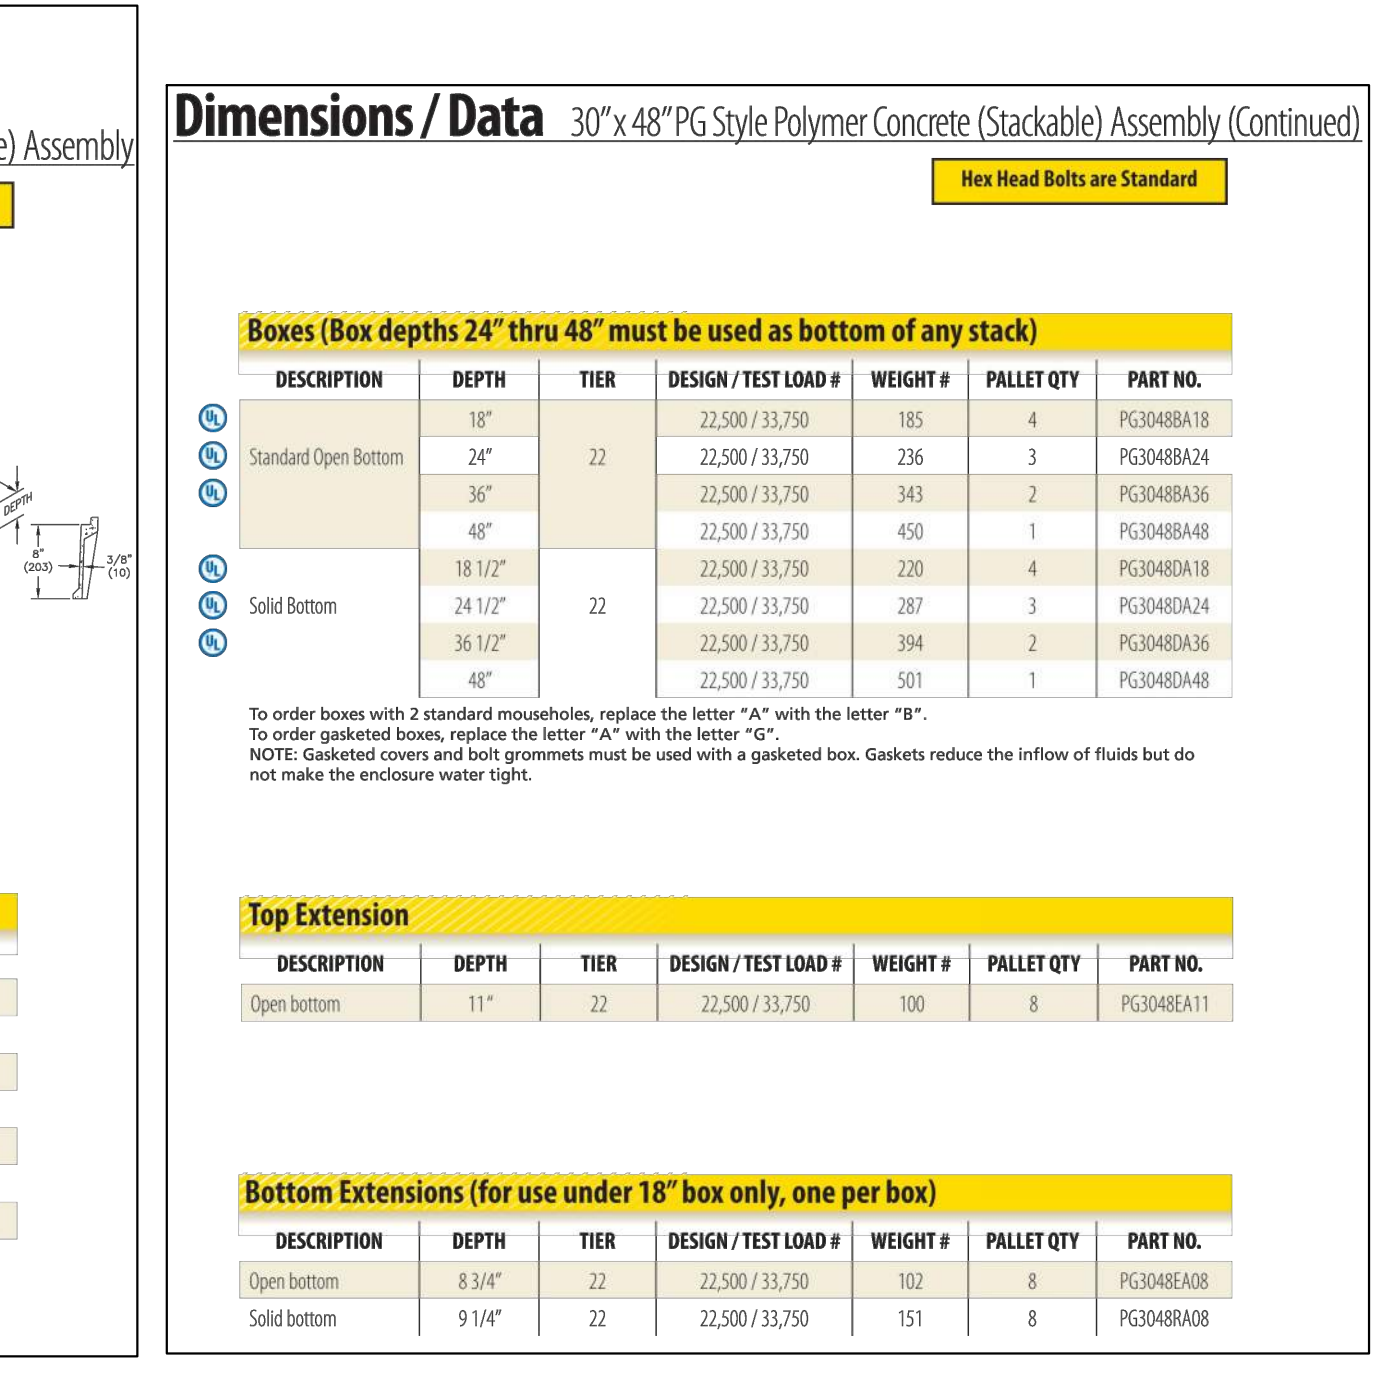 e) Assembly
DEPTH
8"
(203)
3/8"
(10)
Dimensions / Data 30” x 48” PG Style Polymer Concrete (Stackable) Assembly (Continued)
Hex Head Bolts are Standard
Boxes (Box depths 24” thru 48” must be used as bottom of any stack)
DESCRIPTION DEPTH TIER DESIGN / TEST LOAD # WEIGHT # PALLET QTY PART NO.
UL 18” 22,500 / 33,750 185 4 PG3048BA18
UL Standard Open Bottom 24” 22 22,500 / 33,750 236 3 PG3048BA24
UL 36” 22,500 / 33,750 343 2 PG3048BA36
48” 22,500 / 33,750 450 1 PG3048BA48
UL 18 1/2” 22,500 / 33,750 220 4 PG3048DA18
UL Solid Bottom 24 1/2” 22 22,500 / 33,750 287 3 PG3048DA24
UL 36 1/2” 22,500 / 33,750 394 2 PG3048DA36
48” 22,500 / 33,750 501 1 PG3048DA48
To order boxes with 2 standard mouseholes, replace the letter “A” with the letter “B”.
To order gasketed boxes, replace the letter “A” with the letter “G”.
NOTE: Gasketed covers and bolt grommets must be used with a gasketed box. Gaskets reduce the inflow of fluids but do
not make the enclosure water tight.
Top Extension
DESCRIPTION DEPTH TIER DESIGN / TEST LOAD # WEIGHT # PALLET QTY PART NO.
Open bottom 11“ 22 22,500 / 33,750 100 8 PG3048EA11
Bottom Extensions (for use under 18” box only, one per box)
DESCRIPTION DEPTH TIER DESIGN / TEST LOAD # WEIGHT # PALLET QTY PART NO.
Open bottom 8 3/4” 22 22,500 / 33,750 102 8 PG3048EA08
Solid bottom 9 1/4” 22 22,500 / 33,750 151 8 PG3048RA08